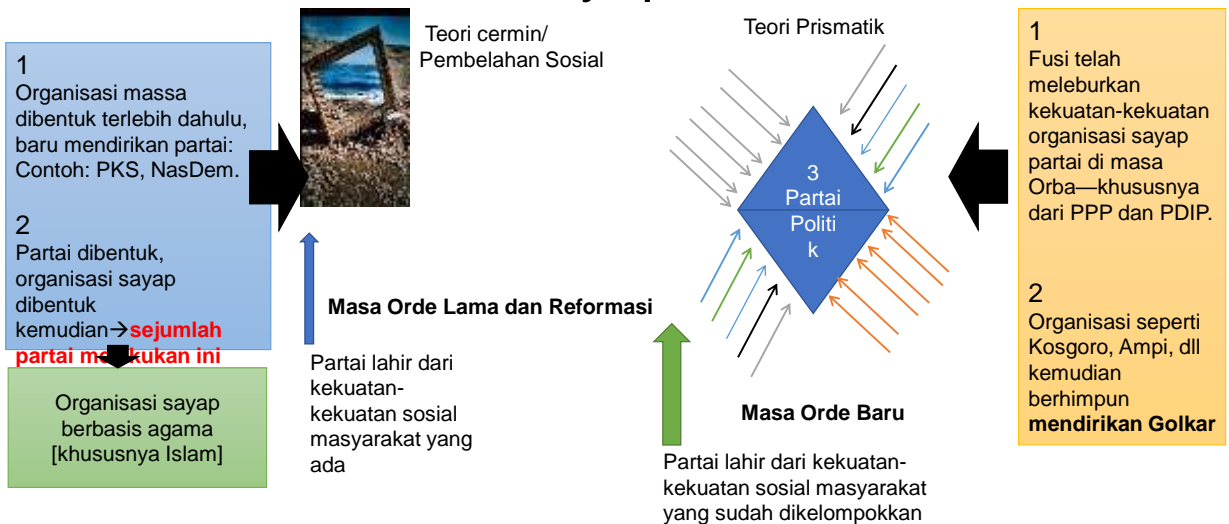 1
Organisasi massa
dibentuk terlebih dahulu,
baru mendirikan partai:
Contoh: PKS, NasDem.
2
Partai dibentuk,
organisasi sayap
dibentuk
kemudian→sejumlah
partai melakukan ini
Organisasi sayap
berbasis agama
[khususnya Islam]
Teori cermin/
Pembelahan Sosial
Masa Orde Lama dan Reformasi
Partai lahir dari
kekuatan-
kekuatan sosial
masyarakat yang
ada
Teori Prismatik
3
Partai
Politi
k
Masa Orde Baru
Partai lahir dari kekuatan-
kekuatan sosial masyarakat
yang sudah dikelompokkan
1
Fusi telah
meleburkan
kekuatan-kekuatan
organisasi sayap
partai di masa
Orba—khususnya
dari PPP dan PDIP.
2
Organisasi seperti
Kosgoro, Ampi, dll
kemudian
berhimpun
mendirikan Golkar